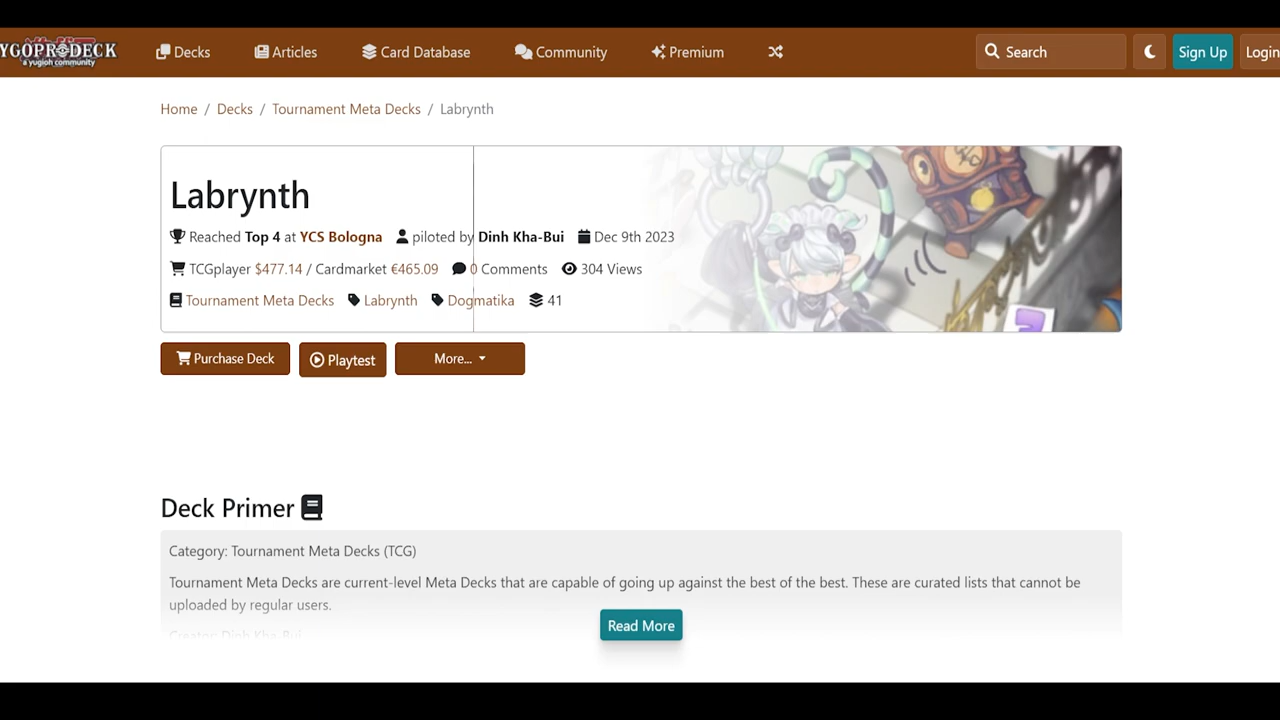 YGOPRODECK Decks Articles Card Database Community Premium Search Sign Up Login
a yugioh community
Home / Decks / Tournament Meta Decks / Labrynth
Labrynth
Reached Top 4 at YCS Bologna piloted by Dinh Kha-Bui Dec 9th 2023
TCGplayer $477.14 / Cardmarket €465.09 0 Comments 304 Views
Tournament Meta Decks Labrynth Dogmatika 41
Purchase Deck Playtest More...
Deck Primer
Category: Tournament Meta Decks (TCG)
Tournament Meta Decks are current-level Meta Decks that are capable of going up against the best of the best. These are curated lists that cannot be
uploaded by regular users.
Creator: Dinh Kha-Bui
Read More